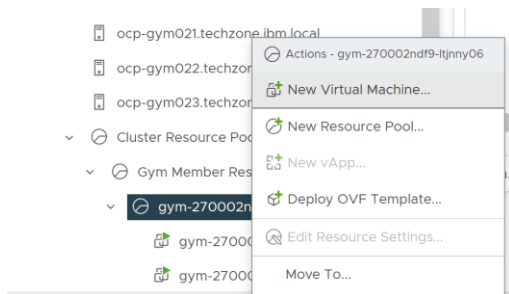 ocp-gym021.techzone.ibm.local
Actions - gym-270002ndf9-ltjnny06
ocp-gym022.techzon
New Virtual Machine...
ocp-gym023.techzor
New Resource Pool...
Cluster Resource Poo
New vApp...
Gym Member Res
Deploy OVF Template...
gym-270002n
Edit Resource Settings...
gym-27000
Move To...
gym-27000